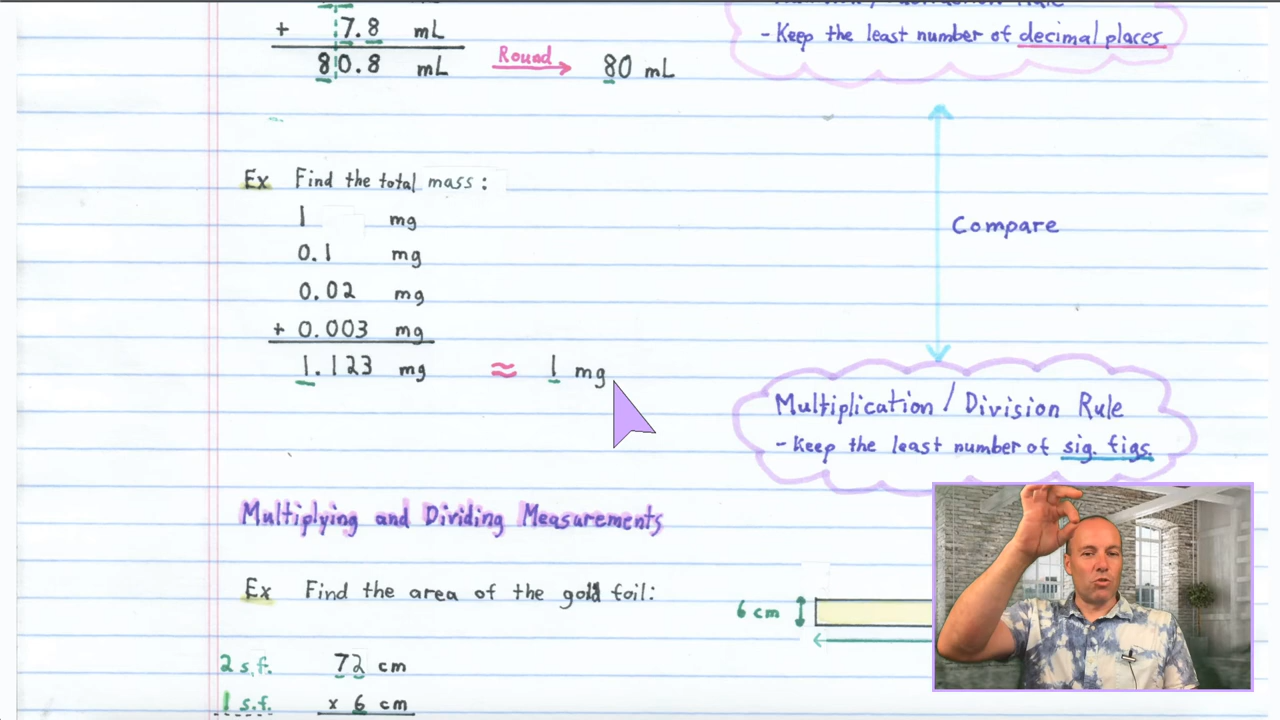 + 7.8 mL
80.8 mL Round 80 mL
- Keep the least number of decimal places
Ex Find the total mass:
1 mg
0.1 mg
0.02 mg
+ 0.003 mg
1.123 mg ≈ 1 mg
Compare
Multiplication / Division Rule
- Keep the least number of sig. figs.
Multiplying and Dividing Measurements
Ex Find the area of the gold foil:
6 cm
2 s.f. 72 cm
1 s.f. x 6 cm